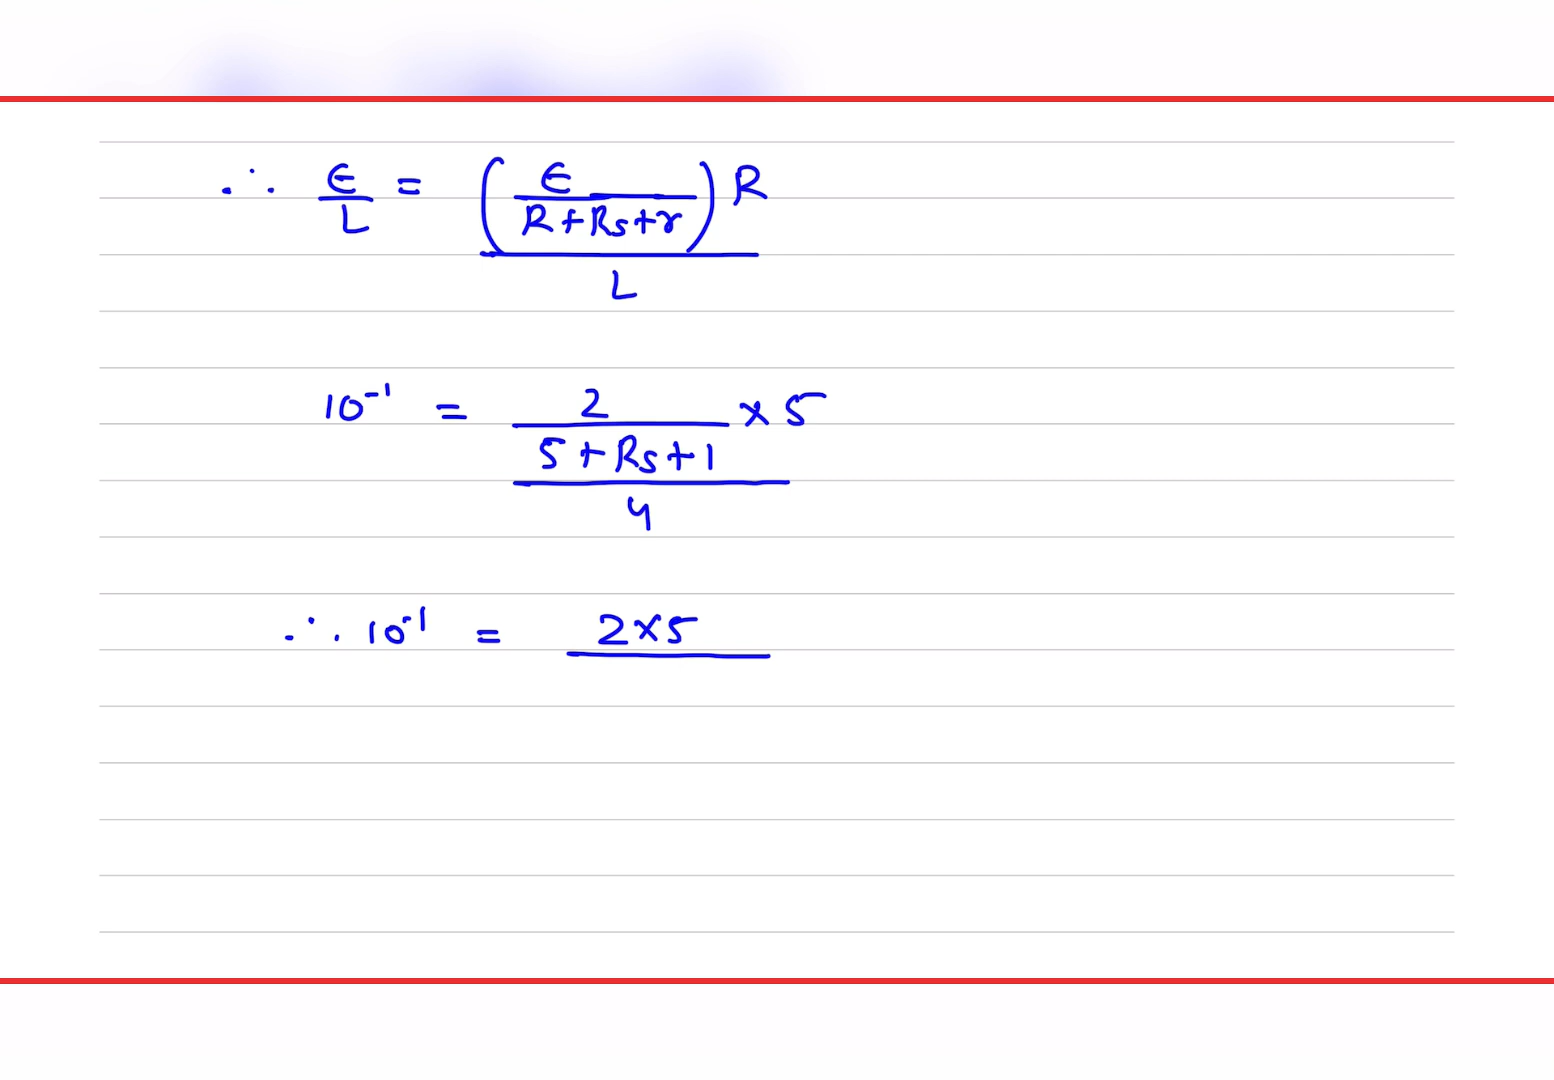 ∴ E/L = (E/(R+Rs+r))R/L
10⁻¹ = 2/(5+Rs+1) × 5/4
∴ 10⁻¹ = 2×5